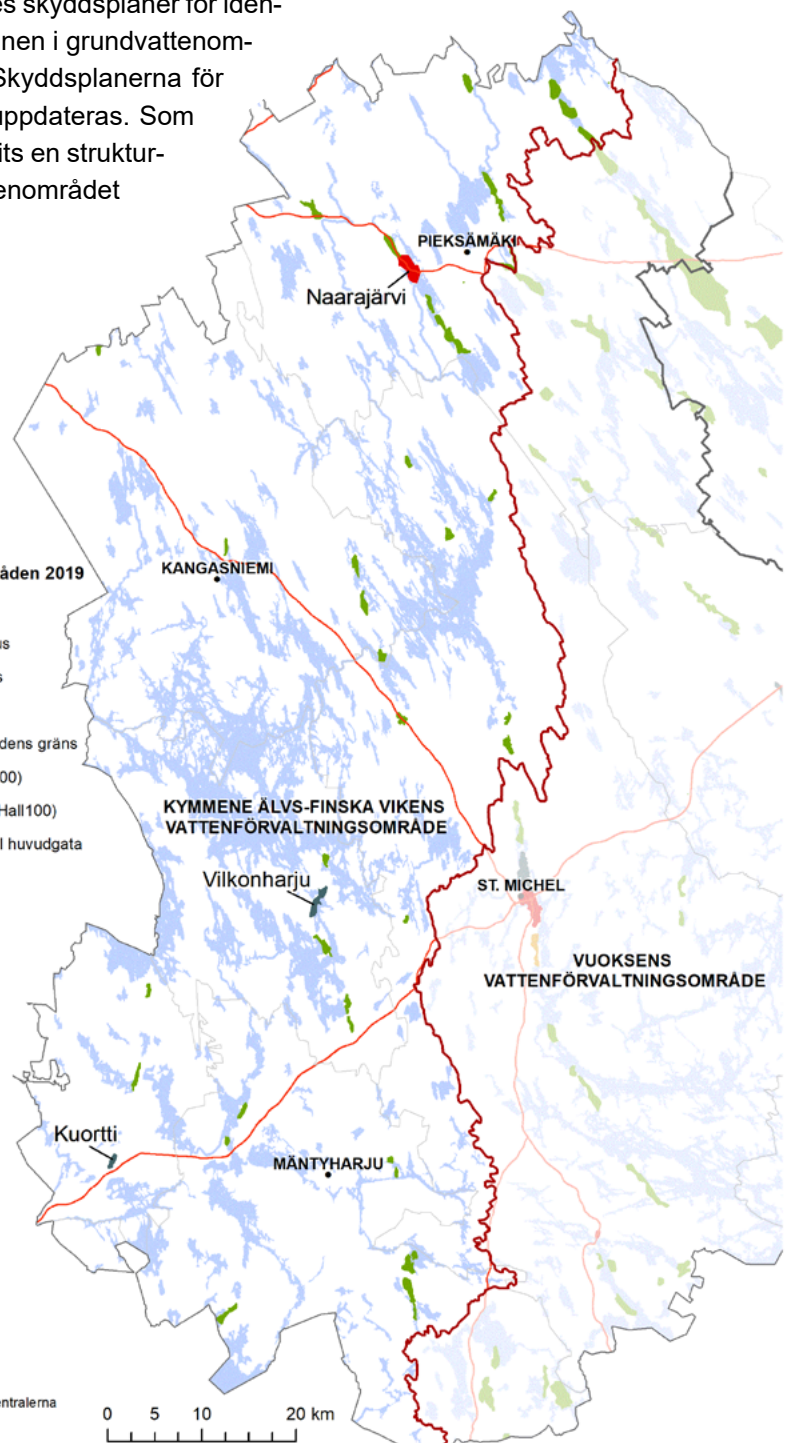 es skyddsplaner för iden-
nen i grundvattenom-
Skyddsplanerna för
uppdateras. Som
its en struktur-
enområdet
PIEKSÄMÄKI
Naarajärvi
åden 2019
KANGASNIEMI
us
s
dens gräns
00)
Hall100)
l huvudgata
KYMMENE ÄLVS-FINSKA VIKENS
VATTENFÖRVALTNINGSOMRÅDE
Vilkonharju
ST. MICHEL
VUOKSENS
VATTENFÖRVALTNINGSOMRÅDE
Kuortti
MÄNTYHARJU
entralerna
0 5 10 20 km